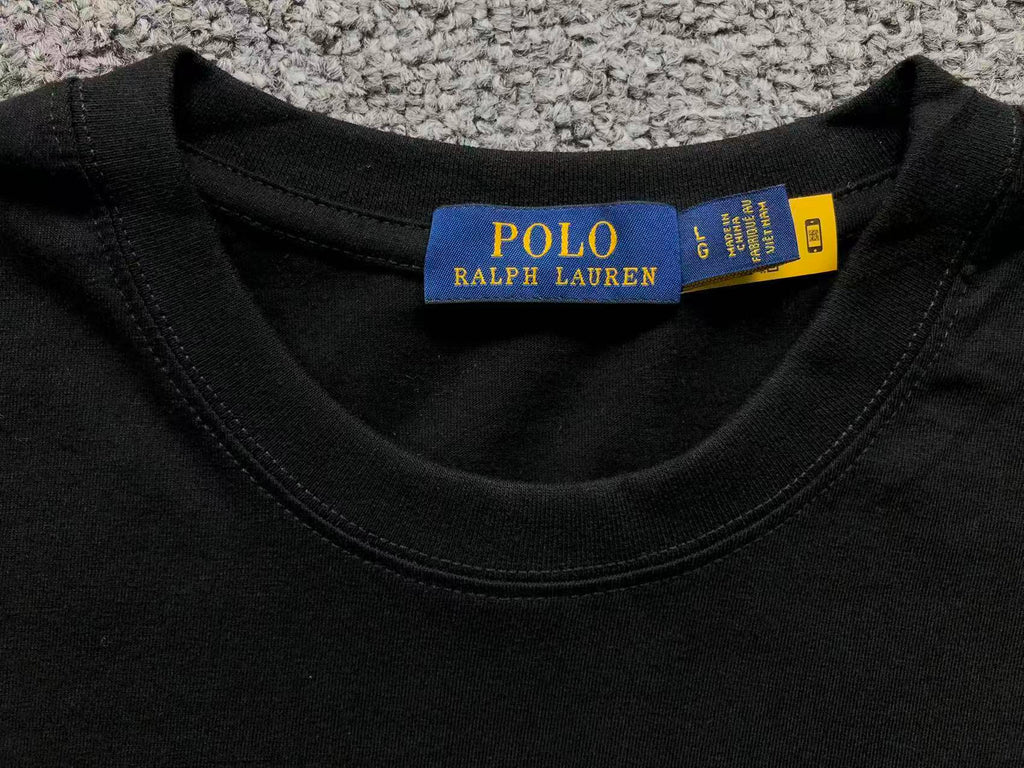 POLO
RALPH LAUREN
MADE IN
CHINA
FABRIQUÉ AU
VIET NAM